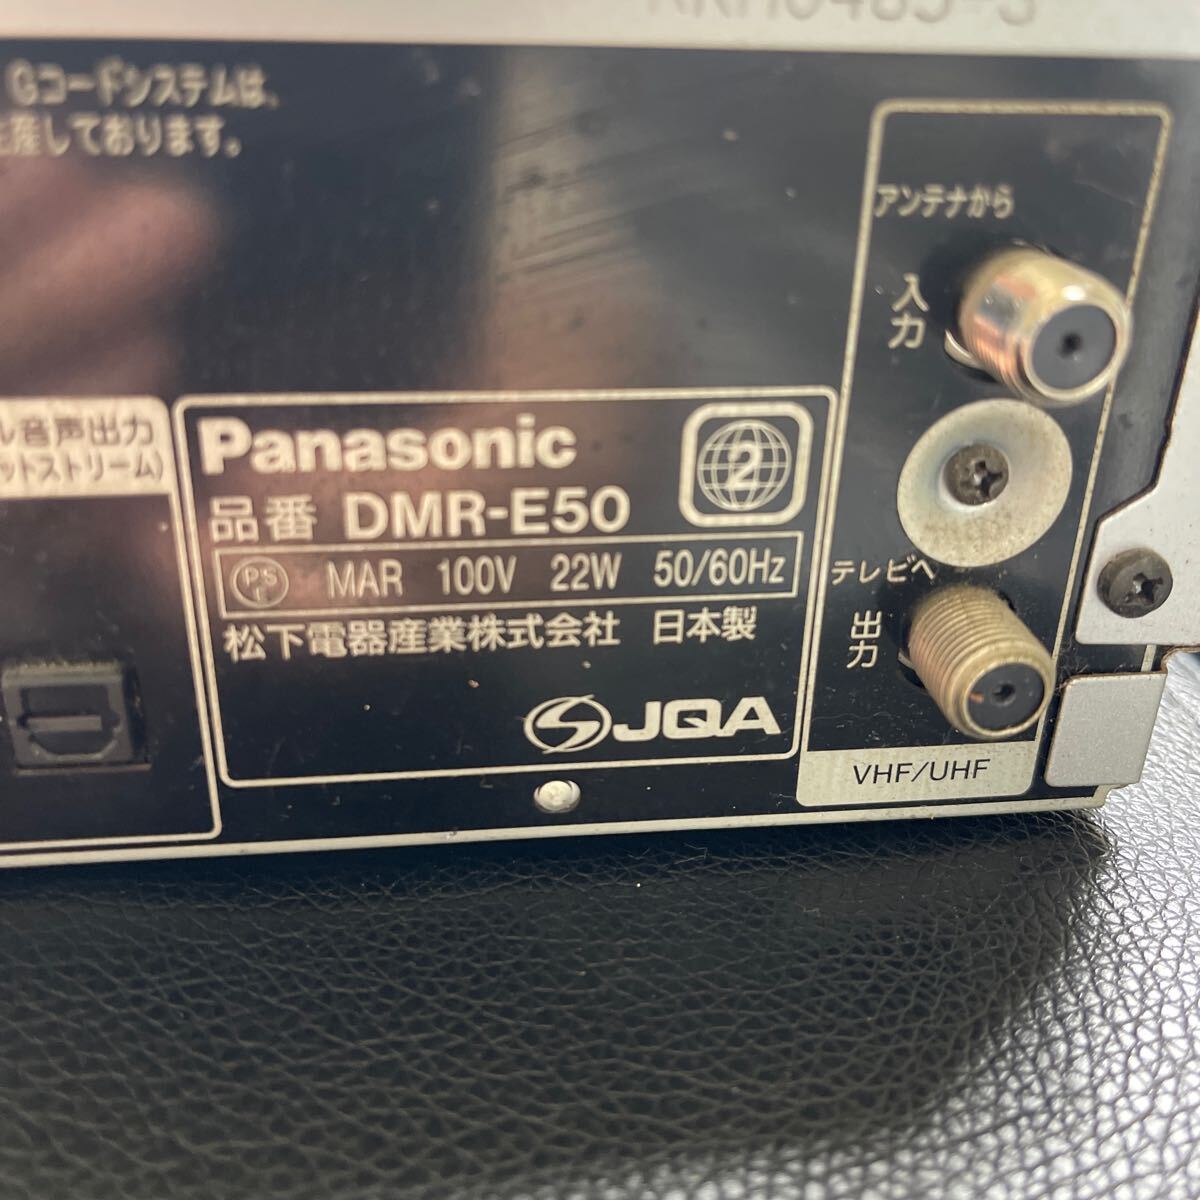 Gコードシステムは、
産しております。
アンテナから
入力
ル音声出力
ットストリーム)
Panasonic
2
品番 DMR-E50
PS E MAR 100V 22W 50/60Hz
松下電器産業株式会社 日本製
JQA
テレビへ
出力
VHF/UHF